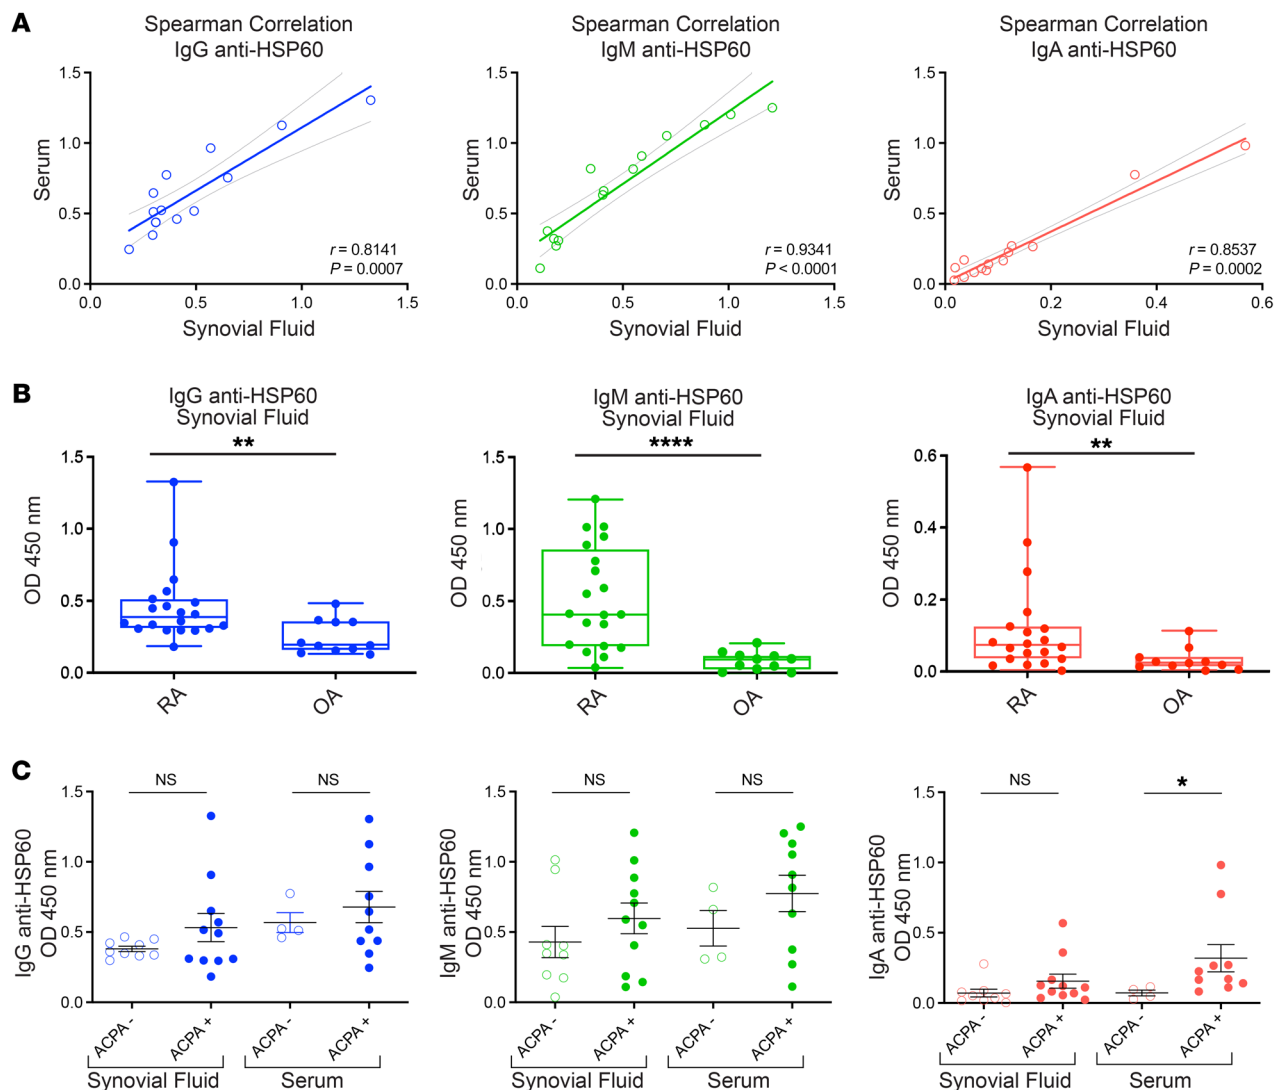 A
Spearman Correlation
IgG anti-HSP60
Serum
1.5
1.0
0.5
0.0
r = 0.8141
P = 0.0007
0.0 0.5 1.0 1.5
Synovial Fluid
Spearman Correlation
IgM anti-HSP60
Serum
1.5
1.0
0.5
0.0
r = 0.9341
P < 0.0001
0.0 0.5 1.0 1.5
Synovial Fluid
Spearman Correlation
IgA anti-HSP60
Serum
1.5
1.0
0.5
0.0
r = 0.8537
P = 0.0002
0.0 0.2 0.4 0.6
Synovial Fluid
B
IgG anti-HSP60
Synovial Fluid
**
OD 450 nm
1.5
1.0
0.5
0.0
RA OA
IgM anti-HSP60
Synovial Fluid
****
OD 450 nm
1.5
1.0
0.5
0.0
RA OA
IgA anti-HSP60
Synovial Fluid
**
OD 450 nm
0.6
0.4
0.2
0.0
RA OA
C
NS NS
IgG anti-HSP60
OD 450 nm
1.5
1.0
0.5
0.0
ACPA - ACPA + ACPA - ACPA +
Synovial Fluid Serum
NS NS
IgM anti-HSP60
OD 450 nm
1.5
1.0
0.5
0.0
ACPA - ACPA + ACPA - ACPA +
Synovial Fluid Serum
NS *
IgA anti-HSP60
OD 450 nm
1.5
1.0
0.5
0.0
ACPA - ACPA + ACPA - ACPA +
Synovial Fluid Serum